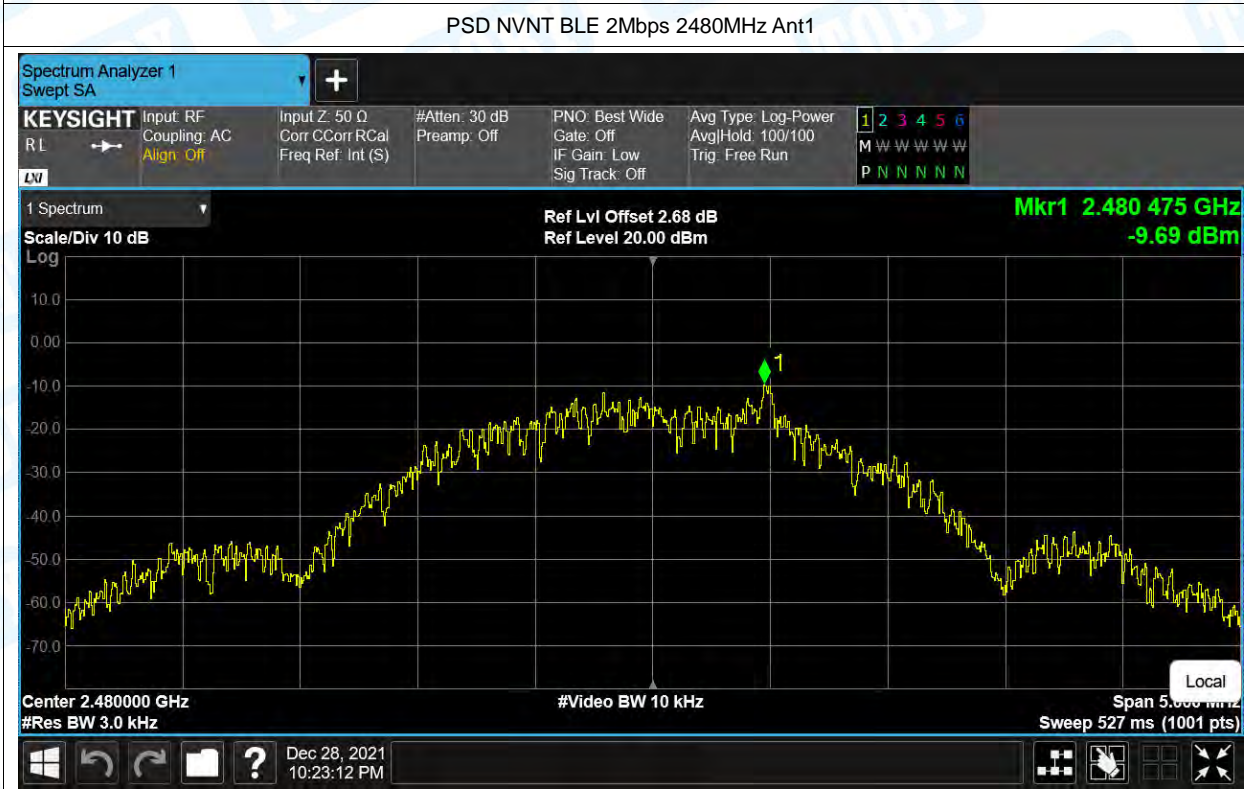 PSD NVNT BLE 2Mbps 2480MHz Ant1
Spectrum Analyzer 1
Swept SA
+
KEYSIGHT
R L
LXI
Input: RF
Coupling: AC
Align: Off
Input Z: 50 Ω
Corr CCorr RCal
Freq Ref: Int (S)
#Atten: 30 dB
Preamp: Off
PNO: Best Wide
Gate: Off
IF Gain: Low
Sig Track: Off
Avg Type: Log-Power
Avg|Hold: 100/100
Trig: Free Run
1 2 3 4 5 6
M W W W W W
P N N N N N
1 Spectrum
Scale/Div 10 dB
Log
Ref Lvl Offset 2.68 dB
Ref Level 20.00 dBm
Mkr1 2.480 475 GHz
-9.69 dBm
10.0
0.00
-10.0
-20.0
-30.0
-40.0
-50.0
-60.0
-70.0
1
Local
Center 2.480000 GHz
#Video BW 10 kHz
Span
#Res BW 3.0 kHz
Sweep 527 ms (1001 pts)
?
Dec 28, 2021
10:23:12 PM
TOBY